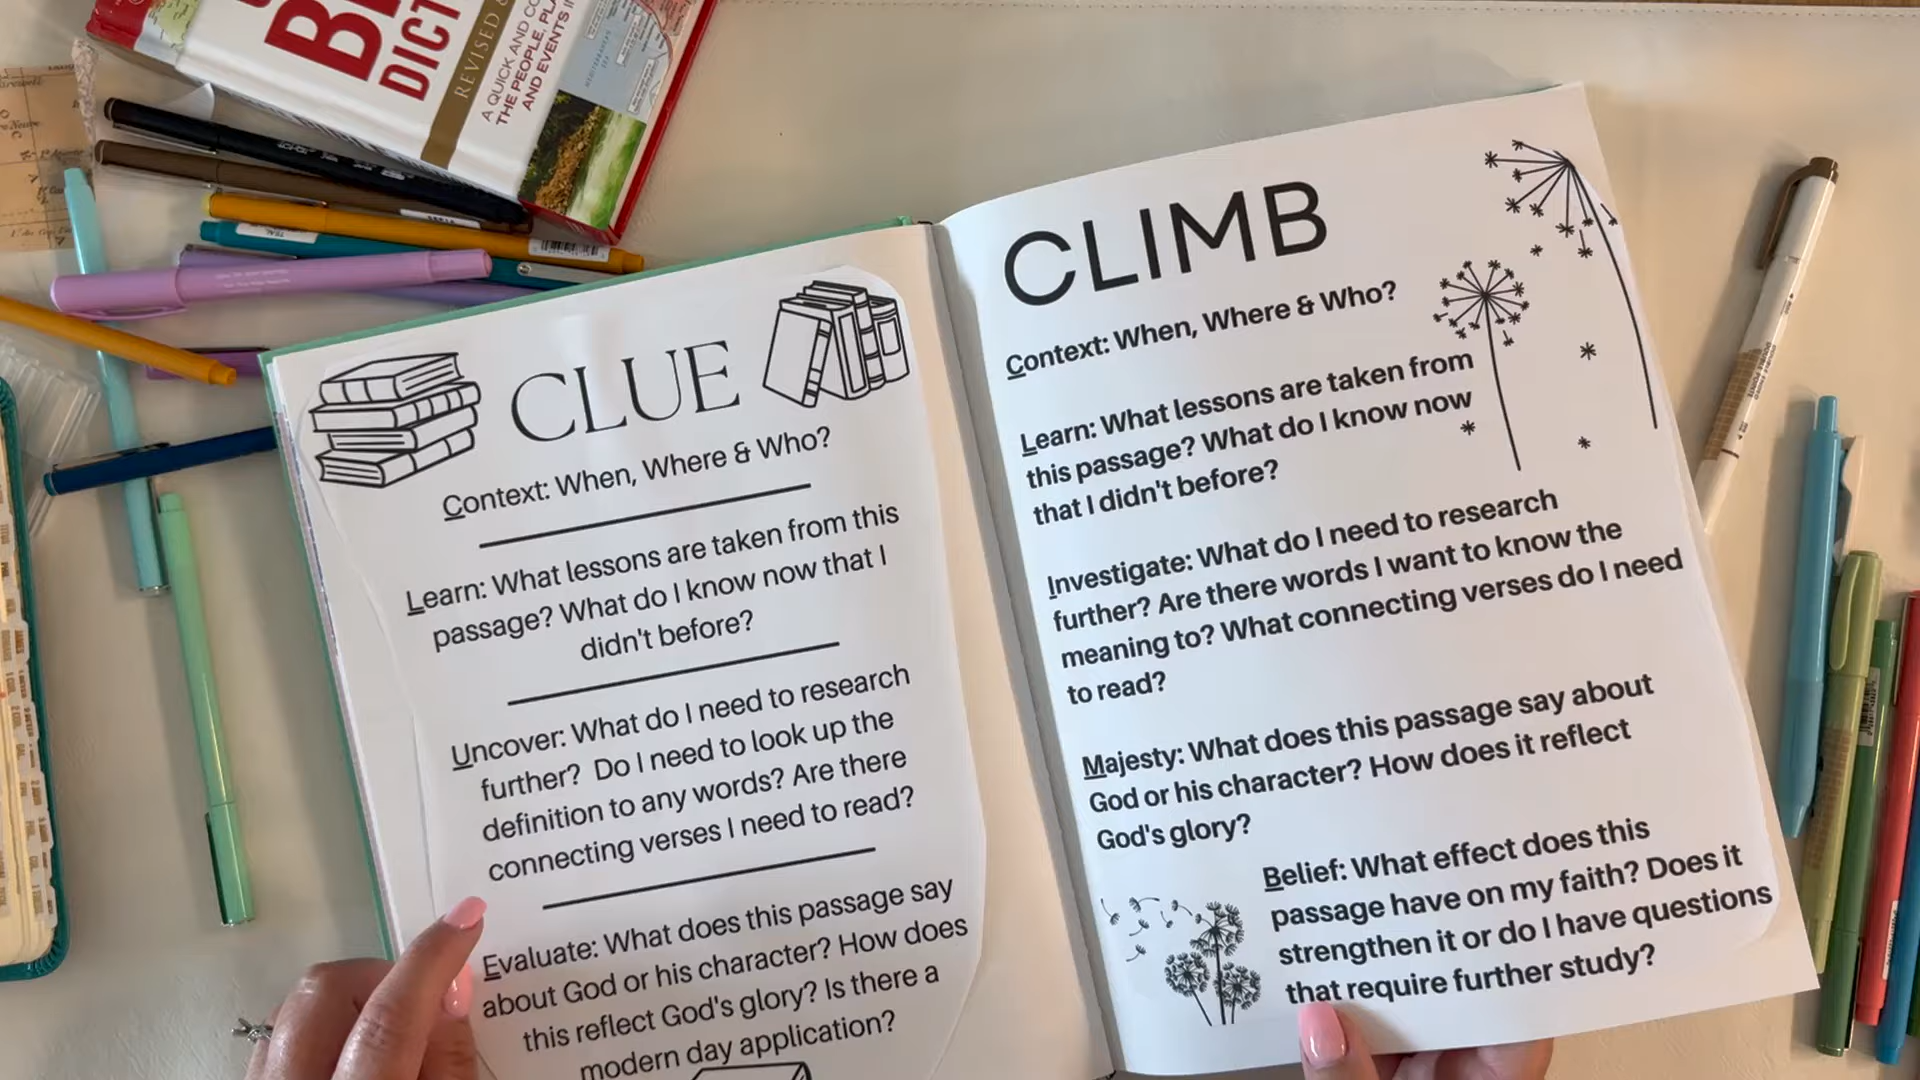 DICT
REVISED &
A QUICK AND
THE PEOPLE, PLA
AND EVENTS
CLUE
Context: When, Where & Who?
Learn: What lessons are taken from this
passage? What do I know now that I
didn't before?
Uncover: What do I need to research
further? Do I need to look up the
definition to any words? Are there
connecting verses I need to read?
Evaluate: What does this passage say
about God or his character? How does
this reflect God's glory? Is there a
modern day application?
CLIMB
Context: When, Where & Who?
Learn: What lessons are taken from
this passage? What do I know now
that I didn't before?
Investigate: What do I need to research
further? Are there words I want to know the
meaning to? What connecting verses do I need
to read?
Majesty: What does this passage say about
God or his character? How does it reflect
God's glory?
Belief: What effect does this
passage have on my faith? Does it
strengthen it or do I have questions
that require further study?